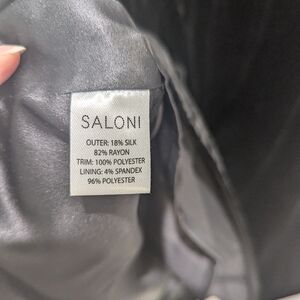 SALONI
OUTER: 18% SILK
82% RAYON
TRIM: 100% POLYESTER
LINING: 4% SPANDEX
96% POLYESTER